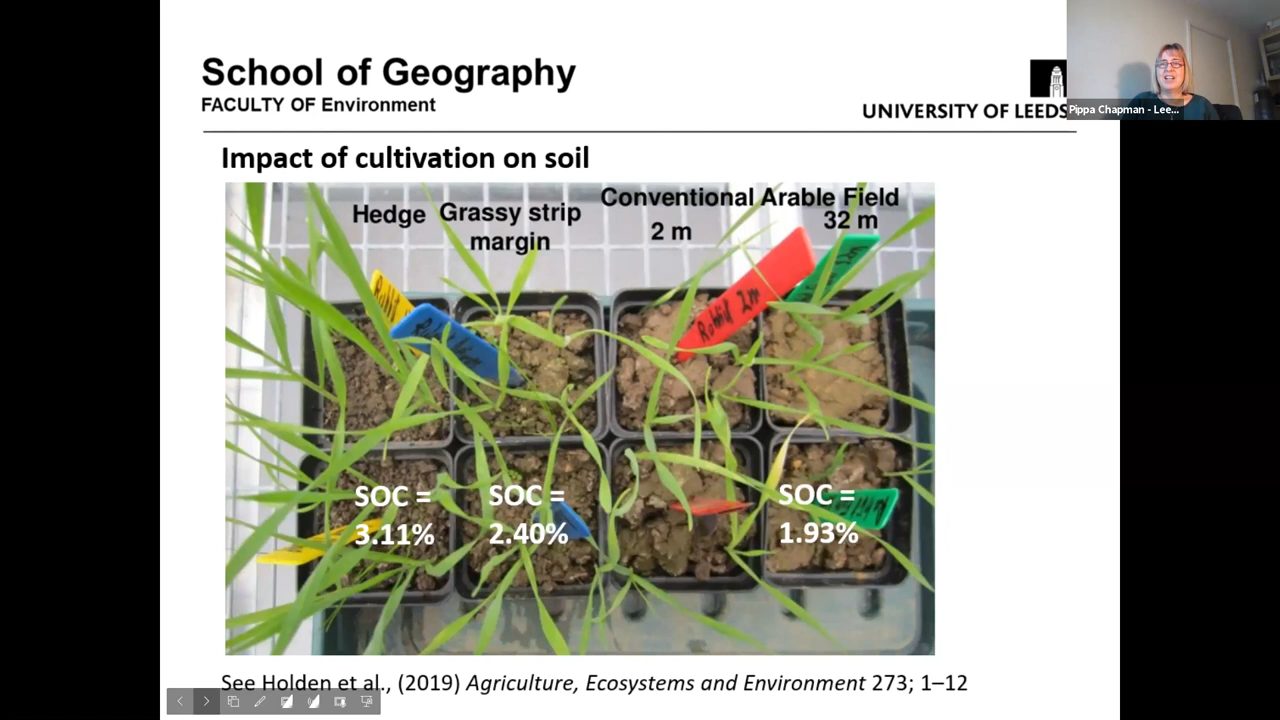 School of Geography
FACULTY OF Environment
UNIVERSITY OF LEEDS
Pippa Chapman - Lee...
Impact of cultivation on soil
Conventional Arable Field
Hedge
Grassy strip
margin
2 m
32 m
SOC =
3.11%
SOC =
2.40%
SOC =
1.93%
See Holden et al., (2019) Agriculture, Ecosystems and Environment 273; 1–12